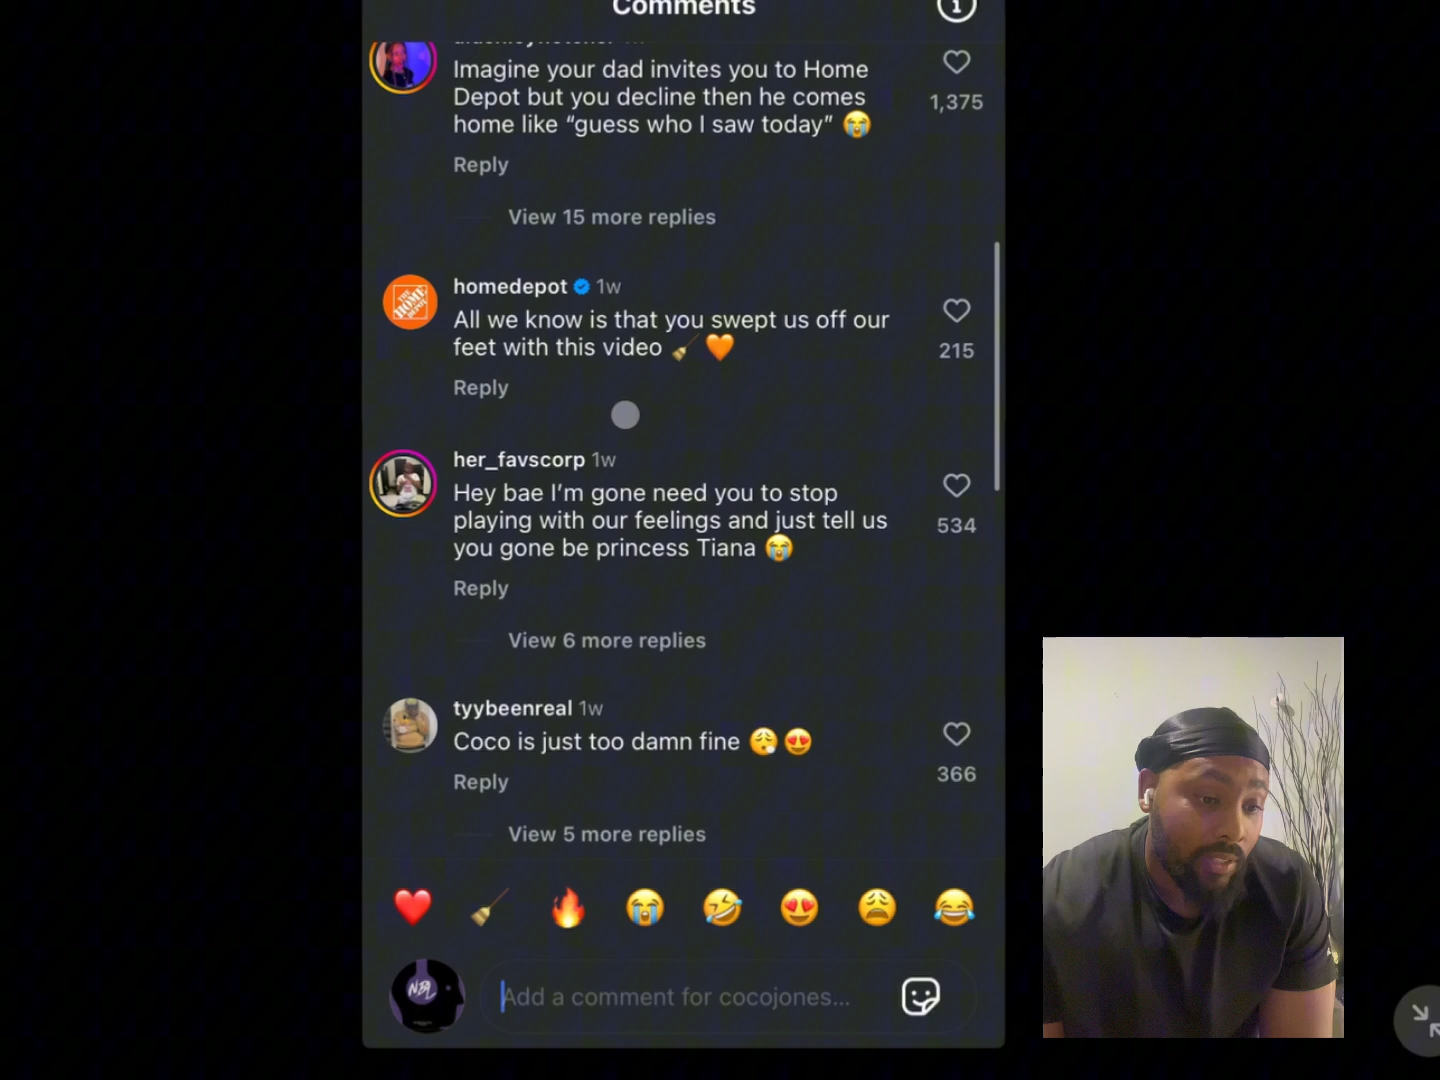 Comments
Imagine your dad invites you to Home
Depot but you decline then he comes
home like “guess who I saw today” 😭
1,375
Reply
View 15 more replies
homedepot 1w
All we know is that you swept us off our
feet with this video 🧹 🧡
215
Reply
her_favscorp 1w
Hey bae I’m gone need you to stop
playing with our feelings and just tell us
you gone be princess Tiana 😭
534
Reply
View 6 more replies
tyybeenreal 1w
Coco is just too damn fine 😮‍💨😍
366
Reply
View 5 more replies
Add a comment for cocojones...